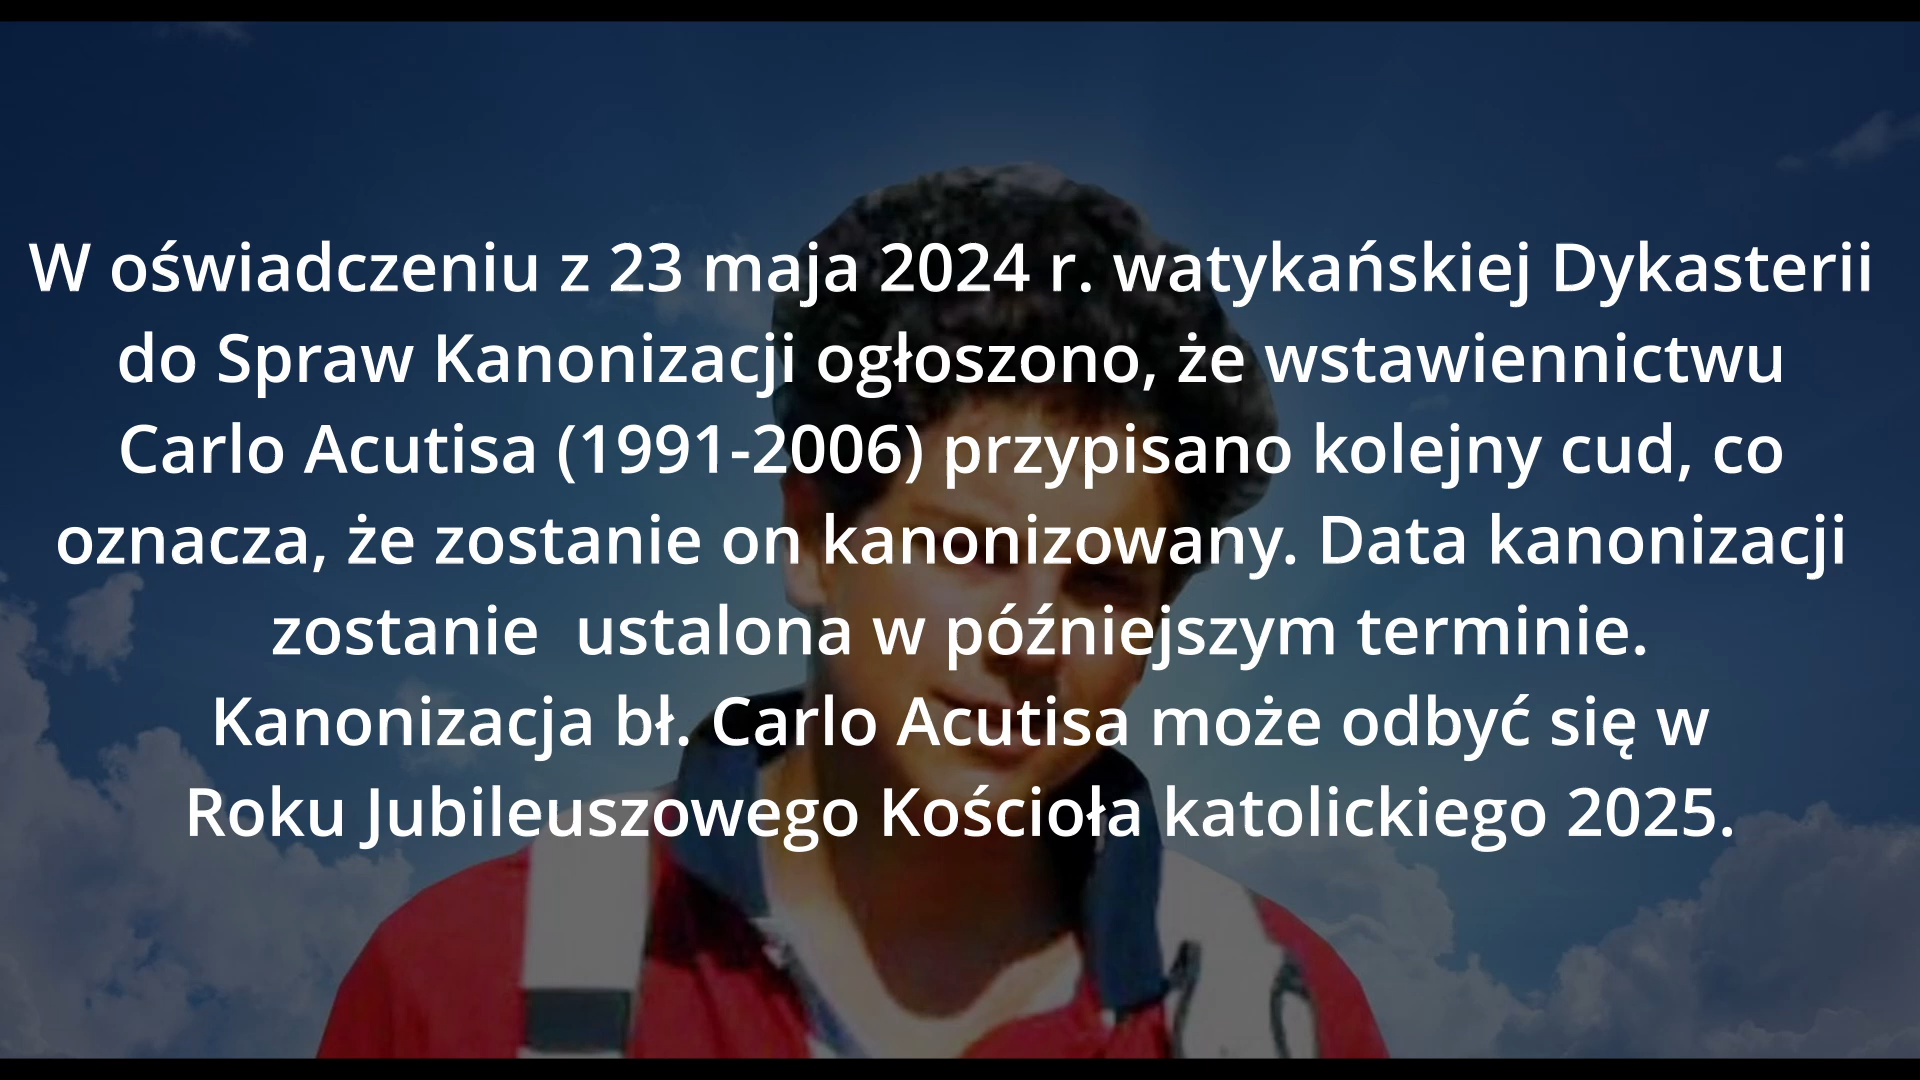 W oświadczeniu z 23 maja 2024 r. watykańskiej Dykasterii
do Spraw Kanonizacji ogłoszono, że wstawiennictwu
Carlo Acutisa (1991-2006) przypisano kolejny cud, co
oznacza, że zostanie on kanonizowany. Data kanonizacji
zostanie  ustalona w późniejszym terminie.
Kanonizacja bł. Carlo Acutisa może odbyć się w
Roku Jubileuszowego Kościoła katolickiego 2025.